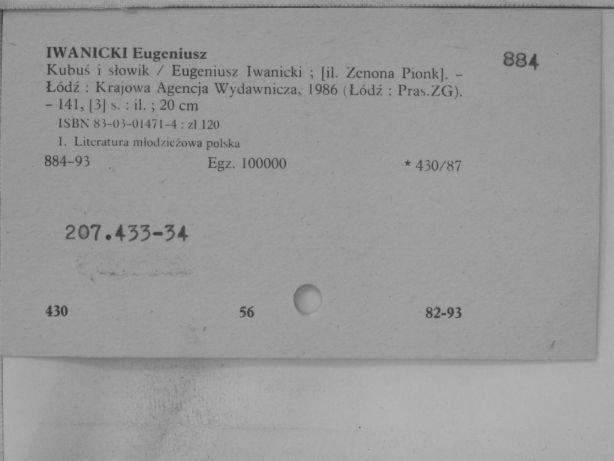 IWANICKI Eugeniusz
884
Kubuś i słowik / Eugeniusz Iwanicki ; [il. Zenona Pionk]. –
Łódź : Krajowa Agencja Wydawnicza, 1986 (Łódź : Pras.ZG).
– 141, [3] s. : il. ; 20 cm
ISBN 83-03-01471-4 : zł 120
1. Literatura młodzieżowa polska
884-93 Egz. 100000 * 430/87
207.433-34
430 56 82-93